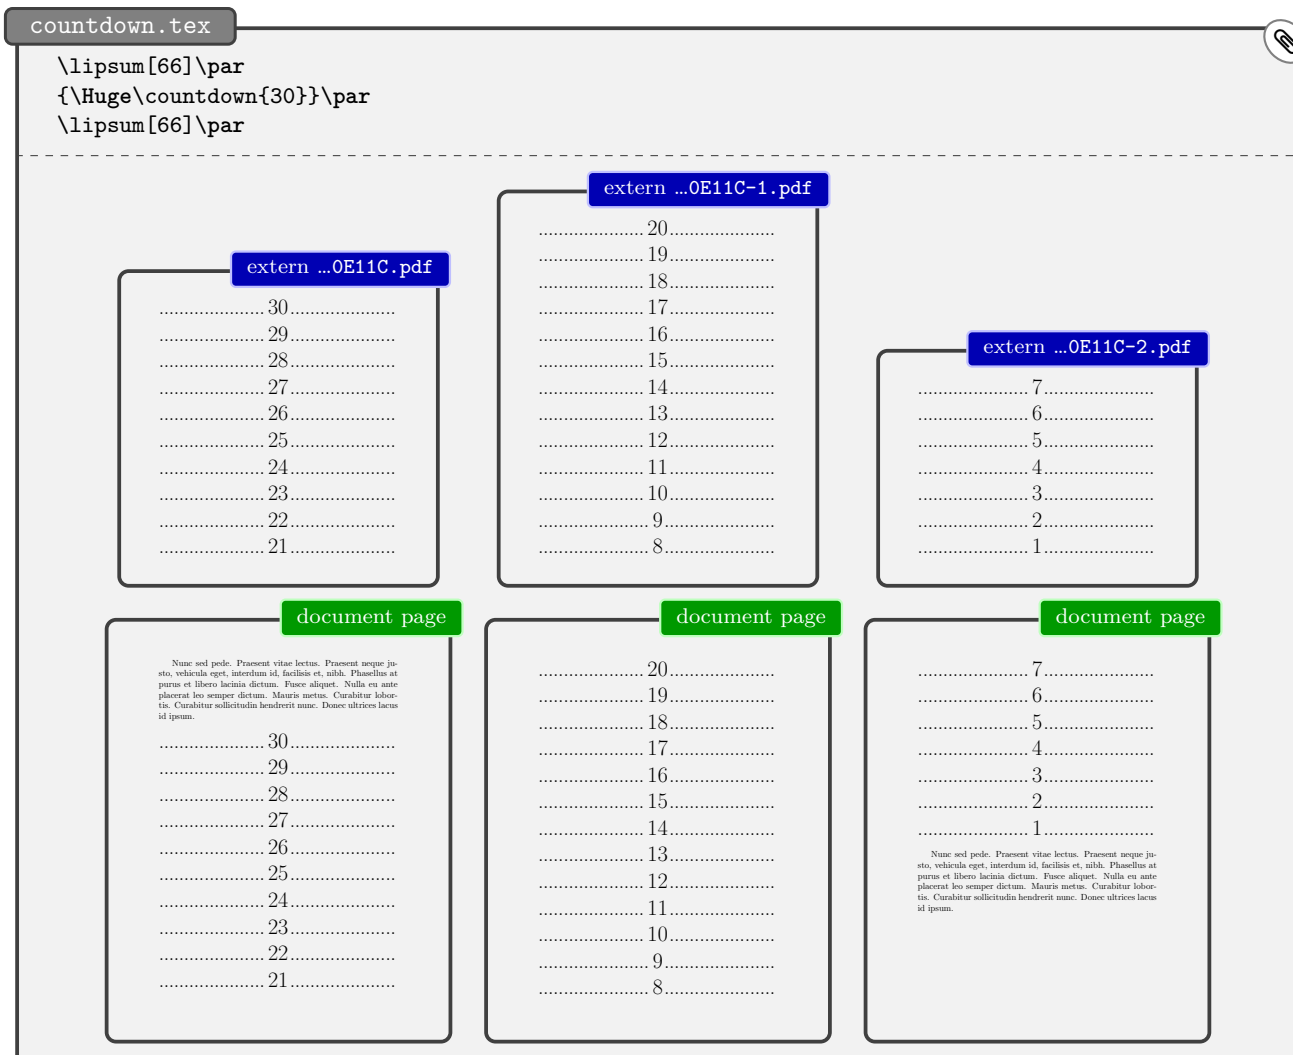 countdown.tex
\lipsum[66]\par
{\Huge\countdown{30}}\par
\lipsum[66]\par
extern ...0E11C.pdf
.....................30.....................
.....................29.....................
.....................28.....................
.....................27.....................
.....................26.....................
.....................25.....................
.....................24.....................
.....................23.....................
.....................22.....................
.....................21.....................
extern ...0E11C-1.pdf
.....................20.....................
.....................19.....................
.....................18.....................
.....................17.....................
.....................16.....................
.....................15.....................
.....................14.....................
.....................13.....................
.....................12.....................
.....................11.....................
.....................10.....................
......................9......................
......................8......................
extern ...0E11C-2.pdf
......................7......................
......................6......................
......................5......................
......................4......................
......................3......................
......................2......................
......................1......................
document page
Nunc sed pede. Praesent vitae lectus. Praesent neque ju-
sto, vehicula eget, interdum id, facilisis et, nibh. Phasellus at
purus et libero lacinia dictum. Fusce aliquet. Nulla eu ante
placerat leo semper dictum. Mauris metus. Curabitur lobor-
tis. Curabitur sollicitudin hendrerit nunc. Donec ultrices lacus
id ipsum.
.....................30.....................
.....................29.....................
.....................28.....................
.....................27.....................
.....................26.....................
.....................25.....................
.....................24.....................
.....................23.....................
.....................22.....................
.....................21.....................
document page
.....................20.....................
.....................19.....................
.....................18.....................
.....................17.....................
.....................16.....................
.....................15.....................
.....................14.....................
.....................13.....................
.....................12.....................
.....................11.....................
.....................10.....................
......................9......................
......................8......................
document page
......................7......................
......................6......................
......................5......................
......................4......................
......................3......................
......................2......................
......................1......................
Nunc sed pede. Praesent vitae lectus. Praesent neque ju-
sto, vehicula eget, interdum id, facilisis et, nibh. Phasellus at
purus et libero lacinia dictum. Fusce aliquet. Nulla eu ante
placerat leo semper dictum. Mauris metus. Curabitur lobor-
tis. Curabitur sollicitudin hendrerit nunc. Donec ultrices lacus
id ipsum.